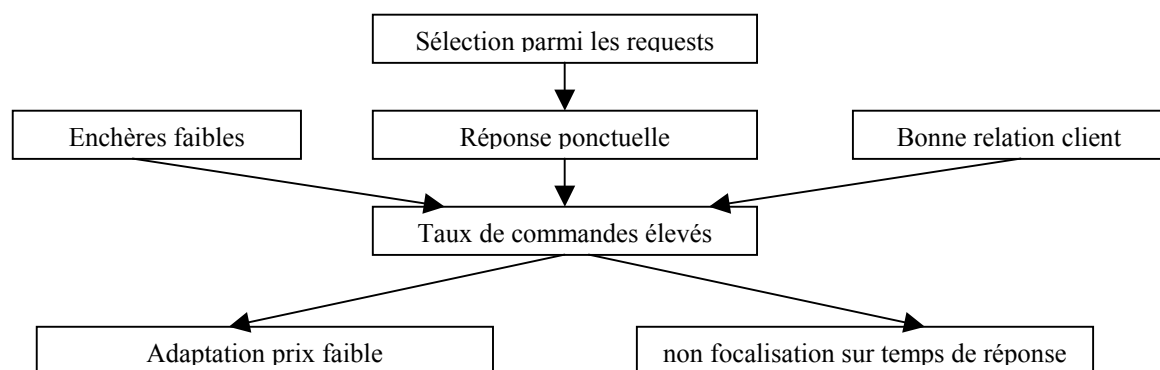 Sélection parmi les requests
Enchères faibles
Réponse ponctuelle
Bonne relation client
Taux de commandes élevés
Adaptation prix faible
non focalisation sur temps de réponse